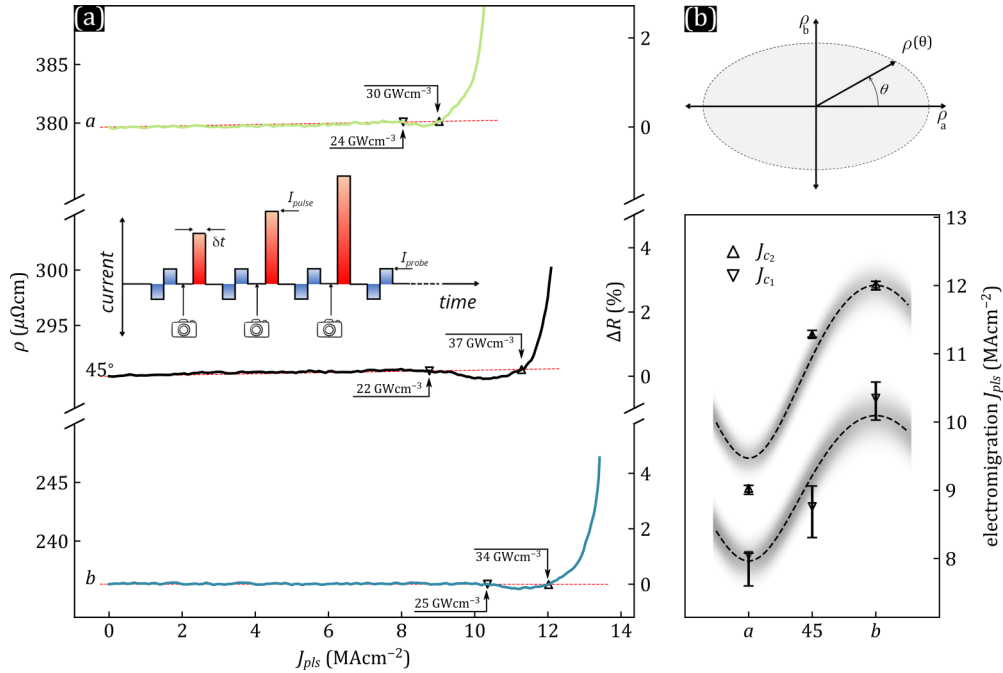 (a)
ρ (μΩcm)
385
380
a
30 GWcm⁻³
24 GWcm⁻³
2
0
current
I_pulse
δt
I_probe
time
300
295
45°
37 GWcm⁻³
22 GWcm⁻³
4
2
0
ΔR (%)
245
240
b
34 GWcm⁻³
25 GWcm⁻³
4
2
0
0 2 4 6 8 10 12 14
J_pls (MAcm⁻²)
(b)
ρ_b
ρ(θ)
θ
ρ_a
J_c₂
J_c₁
13
12
11
10
9
8
electromigration J_pls (MAcm⁻²)
a 45 b